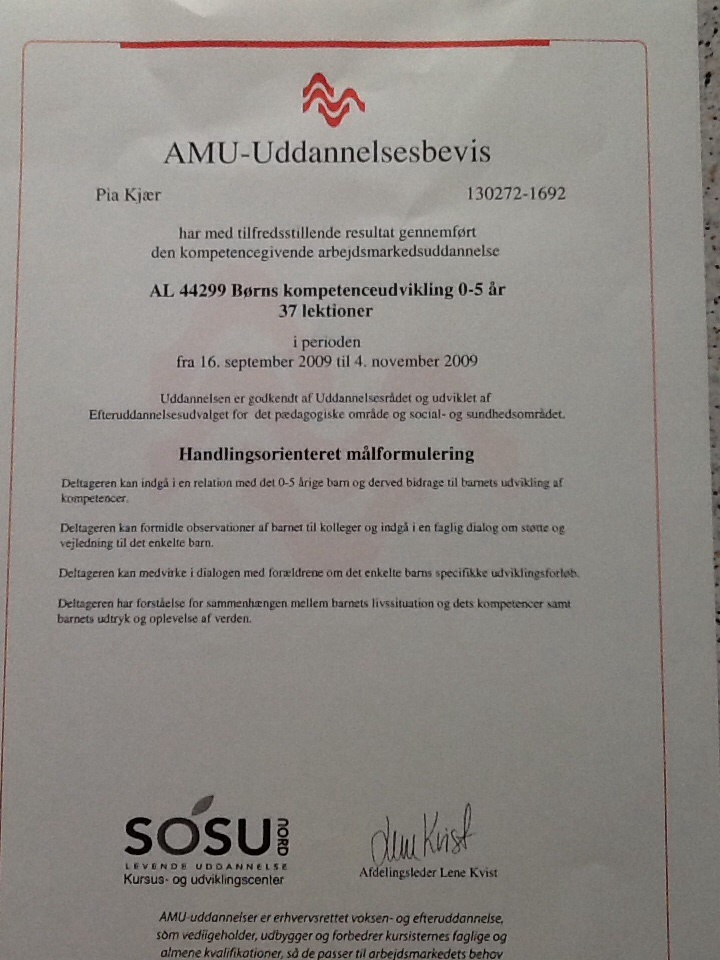 AMU-Uddannelsesbevis
Pia Kjær 130272-1692
har med tilfredsstillende resultat gennemført
den kompetencegivende arbejdsmarkedsuddannelse
AL 44299 Børns kompetenceudvikling 0-5 år
37 lektioner
i perioden
fra 16. september 2009 til 4. november 2009
Uddannelsen er godkendt af Uddannelsesrådet og udviklet af
Efteruddannelsesudvalget for det pædagogiske område og social- og sundhedsområdet.
Handlingsorienteret målformulering
Deltageren kan indgå i en relation med det 0-5 årige barn og derved bidrage til barnets udvikling af
kompetencer.
Deltageren kan formidle observationer af barnet til kolleger og indgå i en faglig dialog om støtte og
vejledning til det enkelte barn.
Deltageren kan medvirke i dialogen med forældrene om det enkelte barns specifikke udviklingsforløb.
Deltageren har forståelse for sammenhængen mellem barnets livssituation og dets kompetencer samt
barnets udtryk og oplevelse af verden.
SOSU NORD
LEVENDE UDDANNELSE
Kursus- og udviklingscenter
Lene Kvist
Afdelingsleder Lene Kvist
AMU-uddannelser er erhvervsrettet voksen- og efteruddannelse,
som vedligeholder, udbygger og forbedrer kursisternes faglige og
almene kvalifikationer, så de passer til arbejdsmarkedets behov